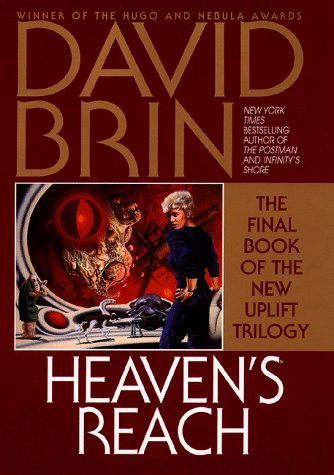 WINNER OF THE HUGO AND NEBULA AWARDS
DAVID
BRIN
NEW YORK
TIMES
BESTSELLING
AUTHOR OF
THE POSTMAN
AND INFINITY'S
SHORE
THE
FINAL
BOOK
OF THE
NEW
UPLIFT
TRILOGY
HEAVEN'S
REACH